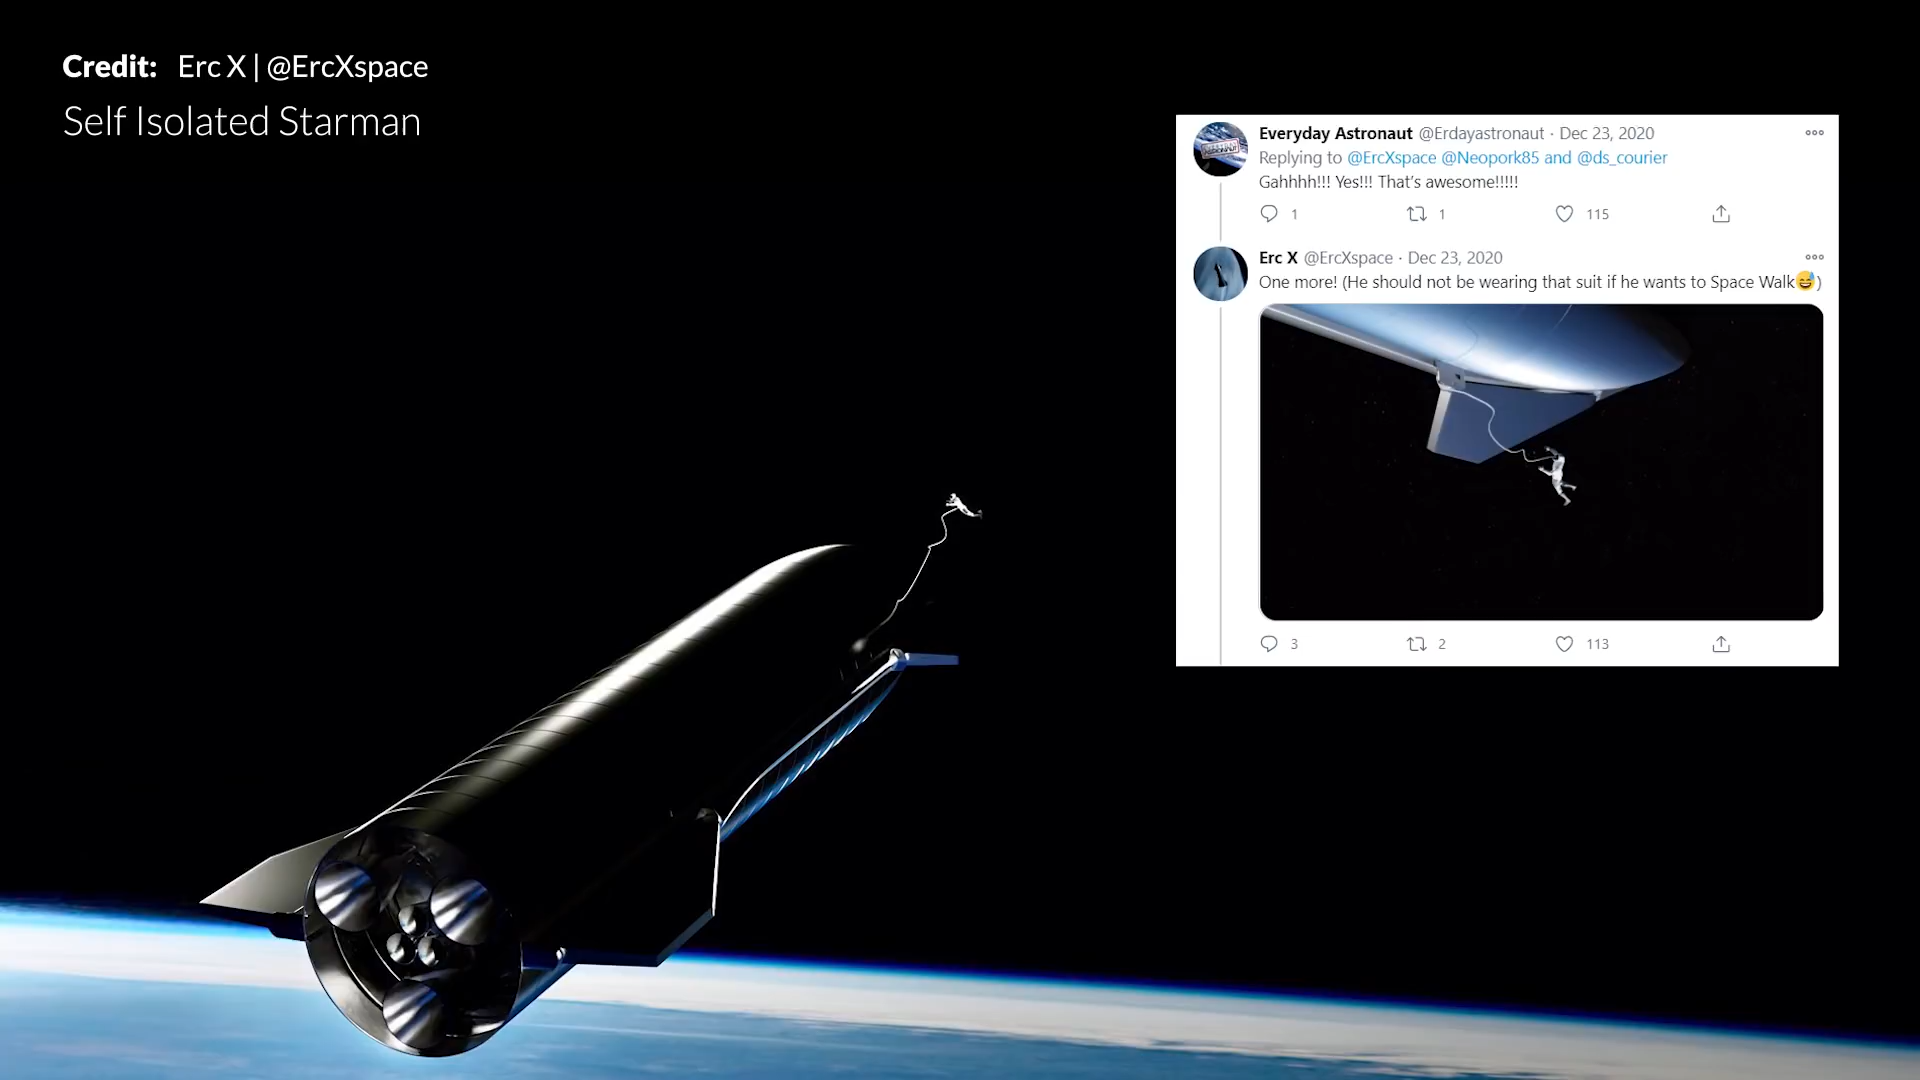 Credit: Erc X | @ErcXspace
Self Isolated Starman
Everyday Astronaut @Erdayastronaut · Dec 23, 2020
Replying to @ErcXspace @Neopork85 and @ds_courier
Gahhhh!!! Yes!!! That's awesome!!!!!
1 1 115
Erc X @ErcXspace · Dec 23, 2020
One more! (He should not be wearing that suit if he wants to Space Walk😅)
3 2 113